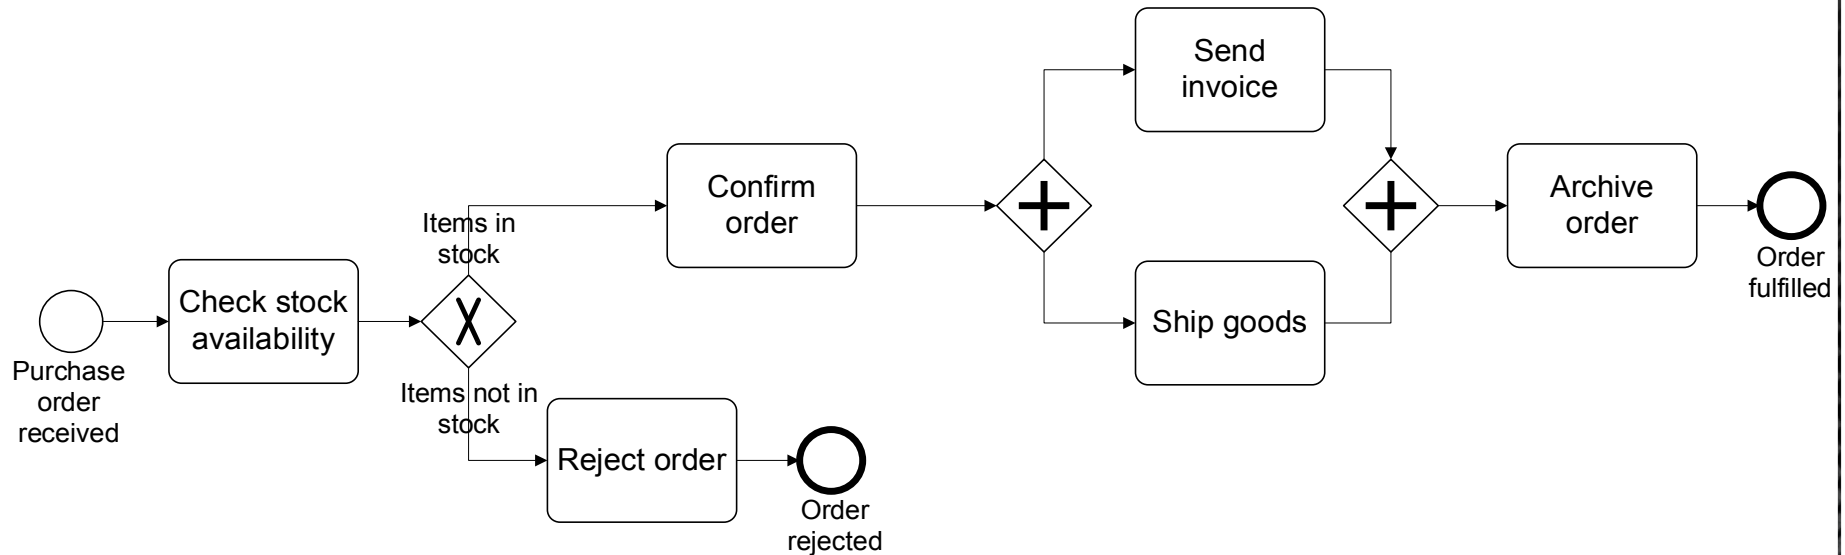 Purchase
order
received
Check stock
availability
Items in
stock
Items not in
stock
Confirm
order
Reject order
Order
rejected
Send
invoice
Ship goods
Archive
order
Order
fulfilled